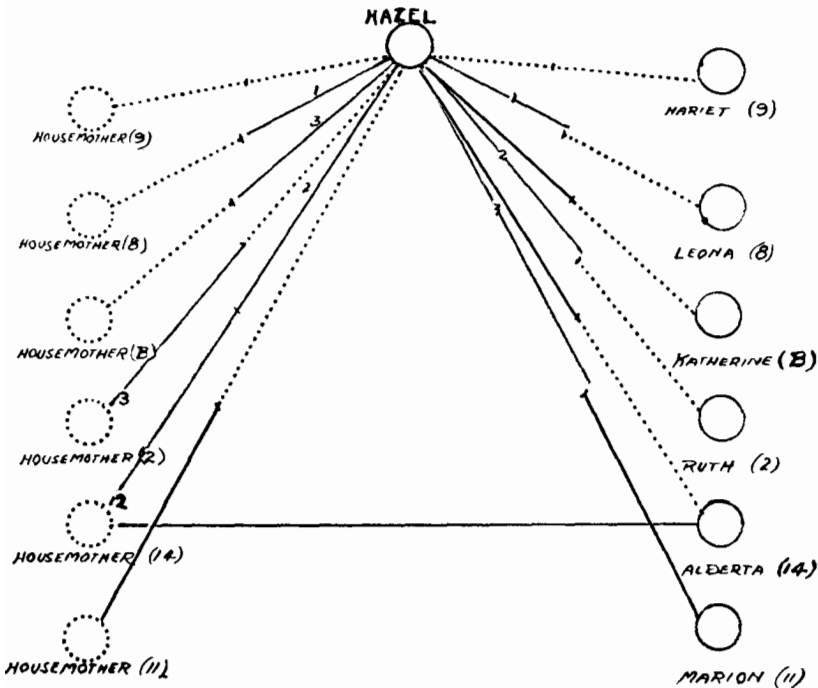 HAZEL
HOUSEMOTHER (9)
HARIET (9)
1
3
2
HOUSEMOTHER (8)
LEONA (8)
2
3
HOUSEMOTHER (B)
KATHERINE (B)
3
HOUSEMOTHER (2)
RUTH (2)
2
HOUSEMOTHER (14)
ALBERTA (14)
HOUSEMOTHER (11)
MARION (11)